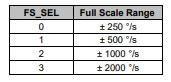 FS_SEL Full Scale Range
0 ± 250 °/s
1 ± 500 °/s
2 ± 1000 °/s
3 ± 2000 °/s